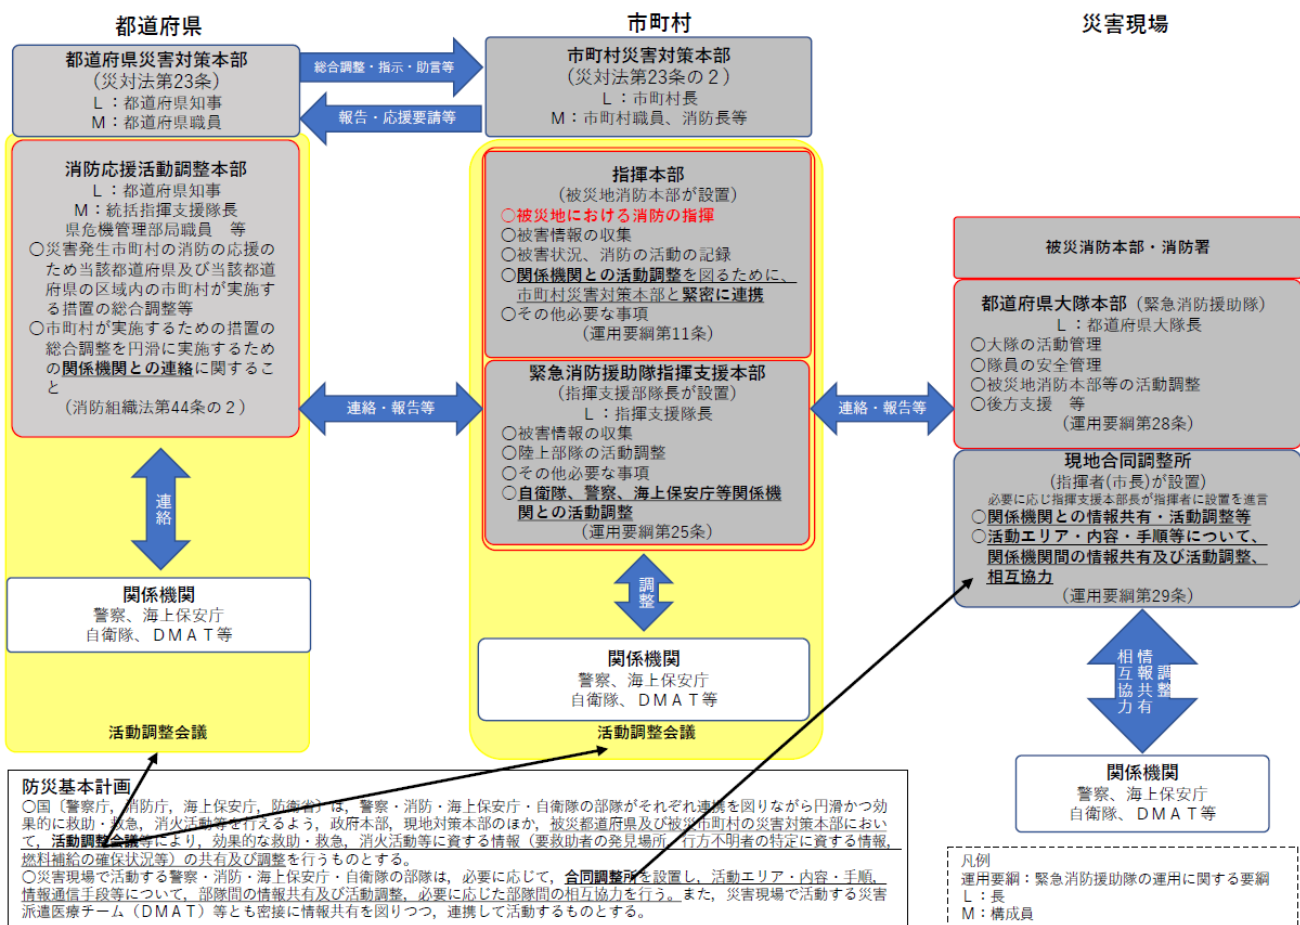 都道府県
市町村
災害現場
都道府県災害対策本部
(災対法第23条)
L：都道府県知事
M：都道府県職員
総合調整・指示・助言等
報告・応援要請等
市町村災害対策本部
(災対法第23条の２)
L：市町村長
M：市町村職員、消防長等
消防応援活動調整本部
L：都道府県知事
M：統括指揮支援隊長
県危機管理部局職員　等
○災害発生市町村の消防の応援の
ため当該都道府県及び当該都道
府県の区域内の市町村が実施す
る措置の総合調整等
○市町村が実施するための措置の
総合調整を円滑に実施するため
の関係機関との連絡に関するこ
と
(消防組織法第44条の２)
連絡
関係機関
警察、海上保安庁
自衛隊、ＤＭＡＴ等
活動調整会議
連絡・報告等
指揮本部
(被災地消防本部が設置)
○被災地における消防の指揮
○被害情報の収集
○被害状況、消防の活動の記録
○関係機関との活動調整を図るために、
市町村災害対策本部と緊密に連携
○その他必要な事項
(運用要綱第11条)
緊急消防援助隊指揮支援本部
(指揮支援部隊長が設置)
L：指揮支援隊長
○被害情報の収集
○陸上部隊の活動調整
○その他必要な事項
○自衛隊、警察、海上保安庁等関係機
関との活動調整
(運用要綱第25条)
調整
関係機関
警察、海上保安庁
自衛隊、ＤＭＡＴ等
活動調整会議
連絡・報告等
被災消防本部・消防署
都道府県大隊本部（緊急消防援助隊）
L：都道府県大隊長
○大隊の活動管理
○隊員の安全管理
○被災地消防本部等の活動調整
○後方支援　等
(運用要綱第28条)
現地合同調整所
(指揮者(市長)が設置)
必要に応じ指揮支援本部長が指揮者に設置を進言
○関係機関との情報共有・活動調整等
○活動エリア・内容・手順等について、
関係機関間の情報共有及び活動調整、
相互協力
(運用要綱第29条)
調整
情報共有
相互協力
関係機関
警察、海上保安庁
自衛隊、ＤＭＡＴ等
防災基本計画
○国〔警察庁，消防庁，海上保安庁，防衛省〕は，警察・消防・海上保安庁・自衛隊の部隊がそれぞれ連携を図りながら円滑かつ効
果的に救助・救急，消火活動等を行えるよう，政府本部，現地対策本部のほか，被災都道府県及び被災市町村の災害対策本部におい
て，活動調整会議等により，効果的な救助・救急，消火活動等に資する情報（要救助者の発見場所，行方不明者の特定に資する情報，
燃料補給の確保状況等）の共有及び調整を行うものとする。
○災害現場で活動する警察・消防・海上保安庁・自衛隊の部隊は，必要に応じて，合同調整所を設置し，活動エリア・内容・手順，
情報通信手段等について，部隊間の情報共有及び活動調整，必要に応じた部隊間の相互協力を行う。また，災害現場で活動する災害
派遣医療チーム（ＤＭＡＴ）等とも密接に情報共有を図りつつ，連携して活動するものとする。
凡例
運用要綱：緊急消防援助隊の運用に関する要綱
L：長
M：構成員